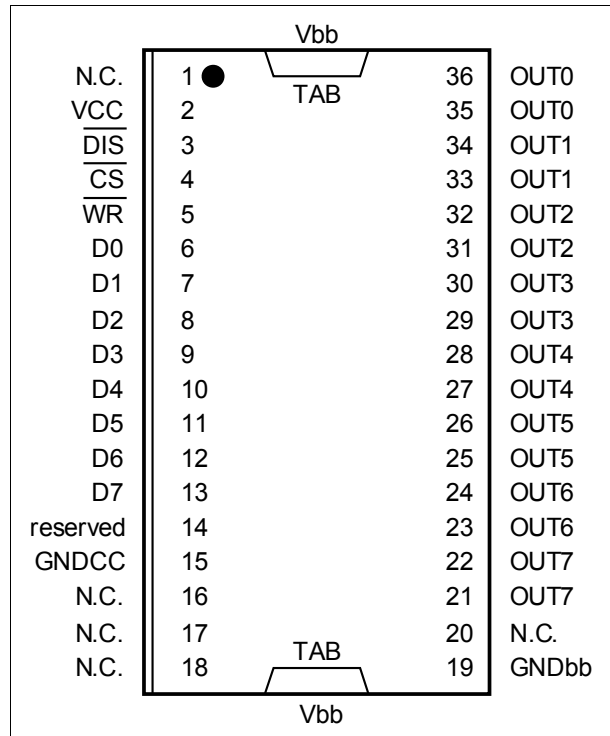 Vbb
TAB
N.C. 1 36 OUT0
VCC 2 35 OUT0
DIS 3 34 OUT1
CS 4 33 OUT1
WR 5 32 OUT2
D0 6 31 OUT2
D1 7 30 OUT3
D2 8 29 OUT3
D3 9 28 OUT4
D4 10 27 OUT4
D5 11 26 OUT5
D6 12 25 OUT5
D7 13 24 OUT6
reserved 14 23 OUT6
GNDCC 15 22 OUT7
N.C. 16 21 OUT7
N.C. 17 20 N.C.
TAB
N.C. 18 19 GNDbb
Vbb